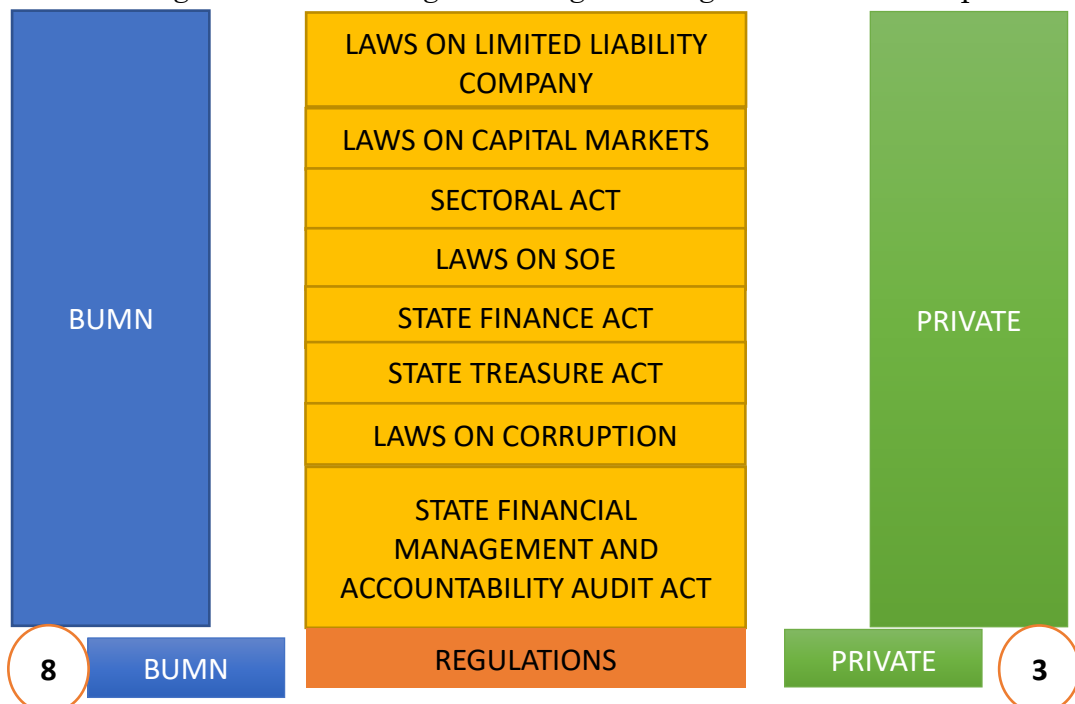 LAWS ON LIMITED LIABILITY
COMPANY
LAWS ON CAPITAL MARKETS
SECTORAL ACT
LAWS ON SOE
BUMN
STATE FINANCE ACT
PRIVATE
STATE TREASURE ACT
LAWS ON CORRUPTION
STATE FINANCIAL
MANAGEMENT AND
ACCOUNTABILITY AUDIT ACT
8
BUMN
REGULATIONS
PRIVATE
3